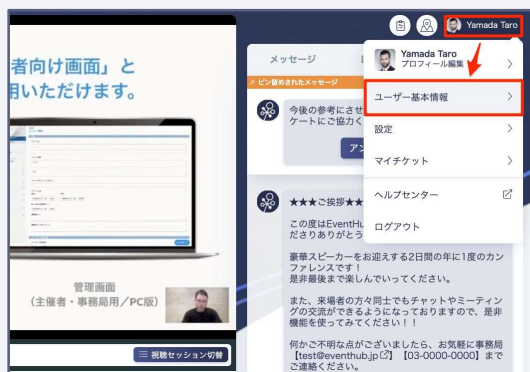 Yamada Taro
者向け画面」と
用いただけます。
管理画面
(主催者・事務局用/PC版)
視聴セッション切替
メッセージ
ピン留めされたメッセージ
今後の参考にさせ
ケートにご協力く
アン
★★★ご挨拶★★
この度はEventHu
ださりありがとう
豪華スピーカーをお迎えする2日間の年に1度のカン
ファレンスです!
是非最後まで楽しんでいってください。
また、来場者の方々同士でもチャットやミーティン
グの交流ができるようになっておりますので、是非
機能を使ってみてください!!
何かご不明な点がございましたら、お気軽に事務局
【test@eventhub.jp】【03-0000-0000】まで
ご連絡ください。
Yamada Taro
プロフィール編集
ユーザー基本情報
設定
マイチケット
ヘルプセンター
ログアウト